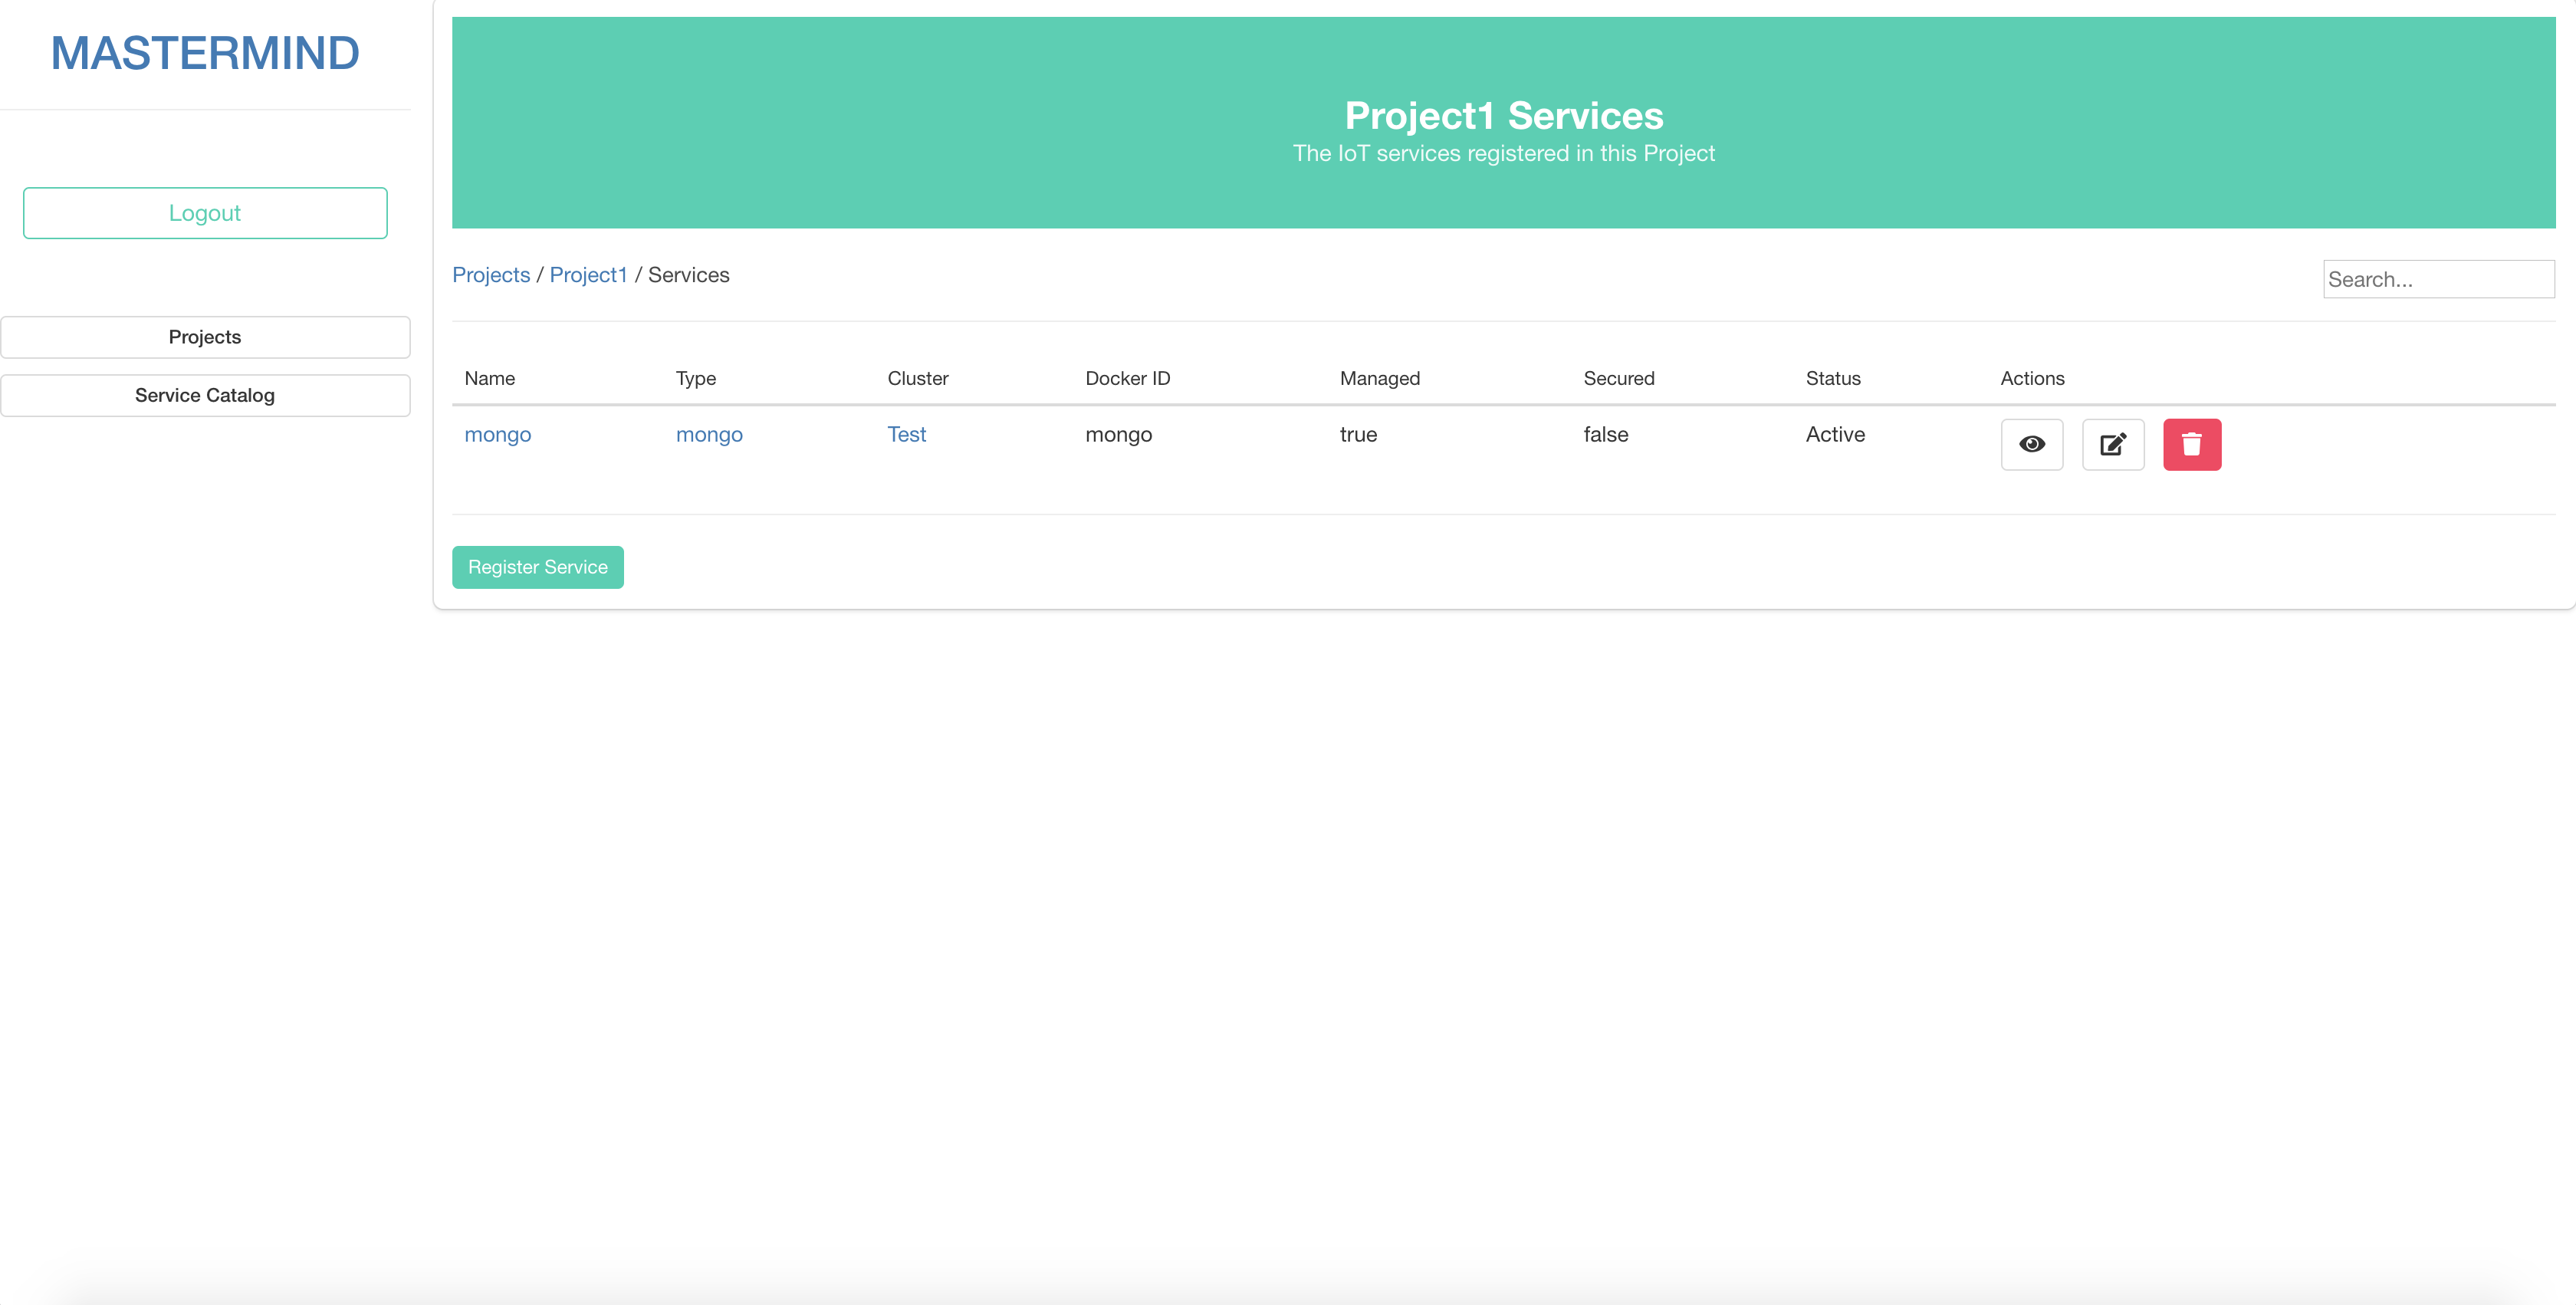 MASTERMIND
Logout
Projects
Service Catalog
Project1 Services
The IoT services registered in this Project
Projects / Project1 / Services
Search...
Name Type Cluster Docker ID Managed Secured Status Actions
mongo mongo Test mongo true false Active
Register Service